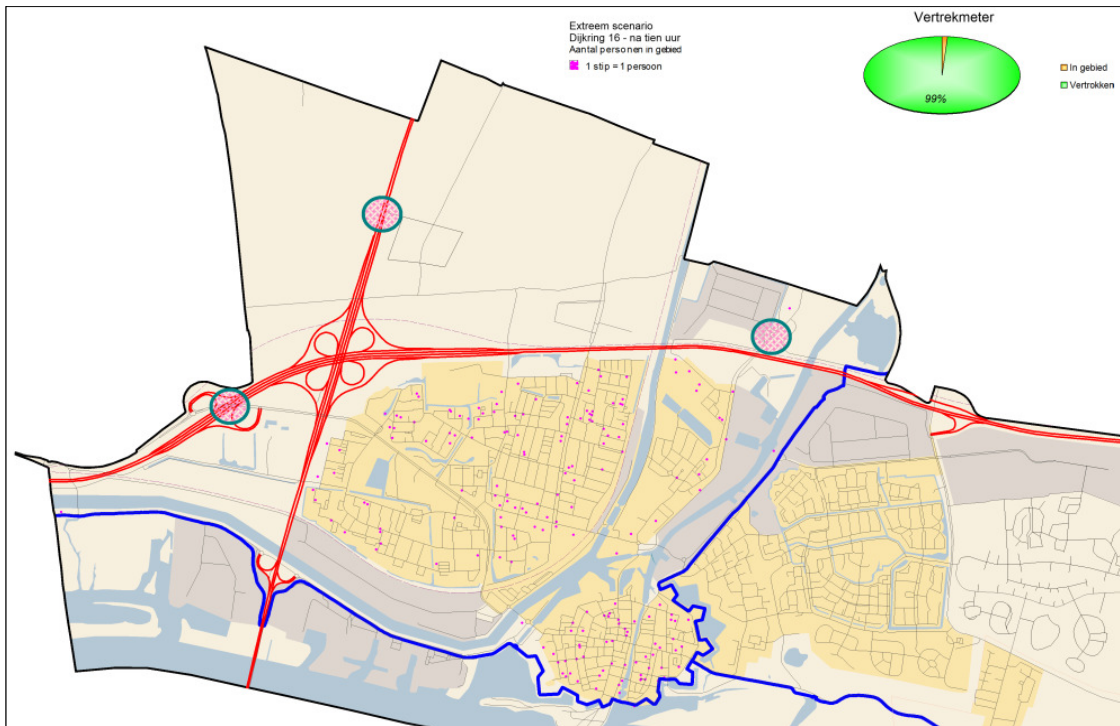 Extreem scenario
Dijkring 16 - na tien uur
Aantal personen in gebied
1 stip = 1 persoon
Vertrekmeter
In gebied
Vertrokken
99%